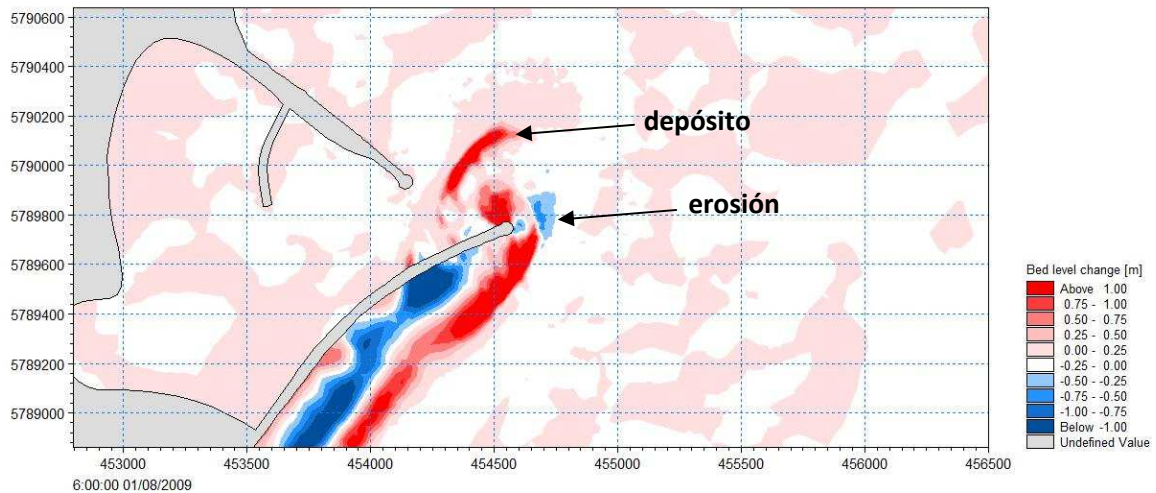 5790600
5790400
5790200
5790000
5789800
5789600
5789400
5789200
5789000
depósito
erosión
453000 453500 454000 454500 455000 455500 456000 456500
6:00:00 01/08/2009
Bed level change [m]
Above 1.00
0.75 - 1.00
0.50 - 0.75
0.25 - 0.50
0.00 - 0.25
-0.25 - 0.00
-0.50 - -0.25
-0.75 - -0.50
-1.00 - -0.75
Below -1.00
Undefined Value